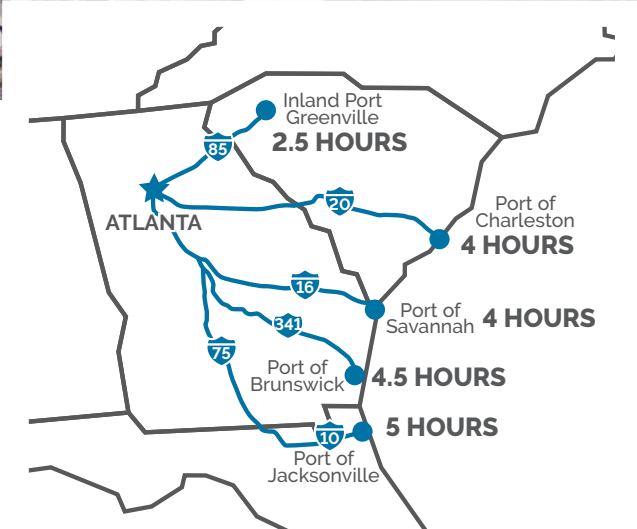 Inland Port
Greenville
2.5 HOURS
85
20
ATLANTA
Port of
Charleston
4 HOURS
16
Port of
Savannah
4 HOURS
341
75
Port of
Brunswick
4.5 HOURS
10
5 HOURS
Port of
Jacksonville